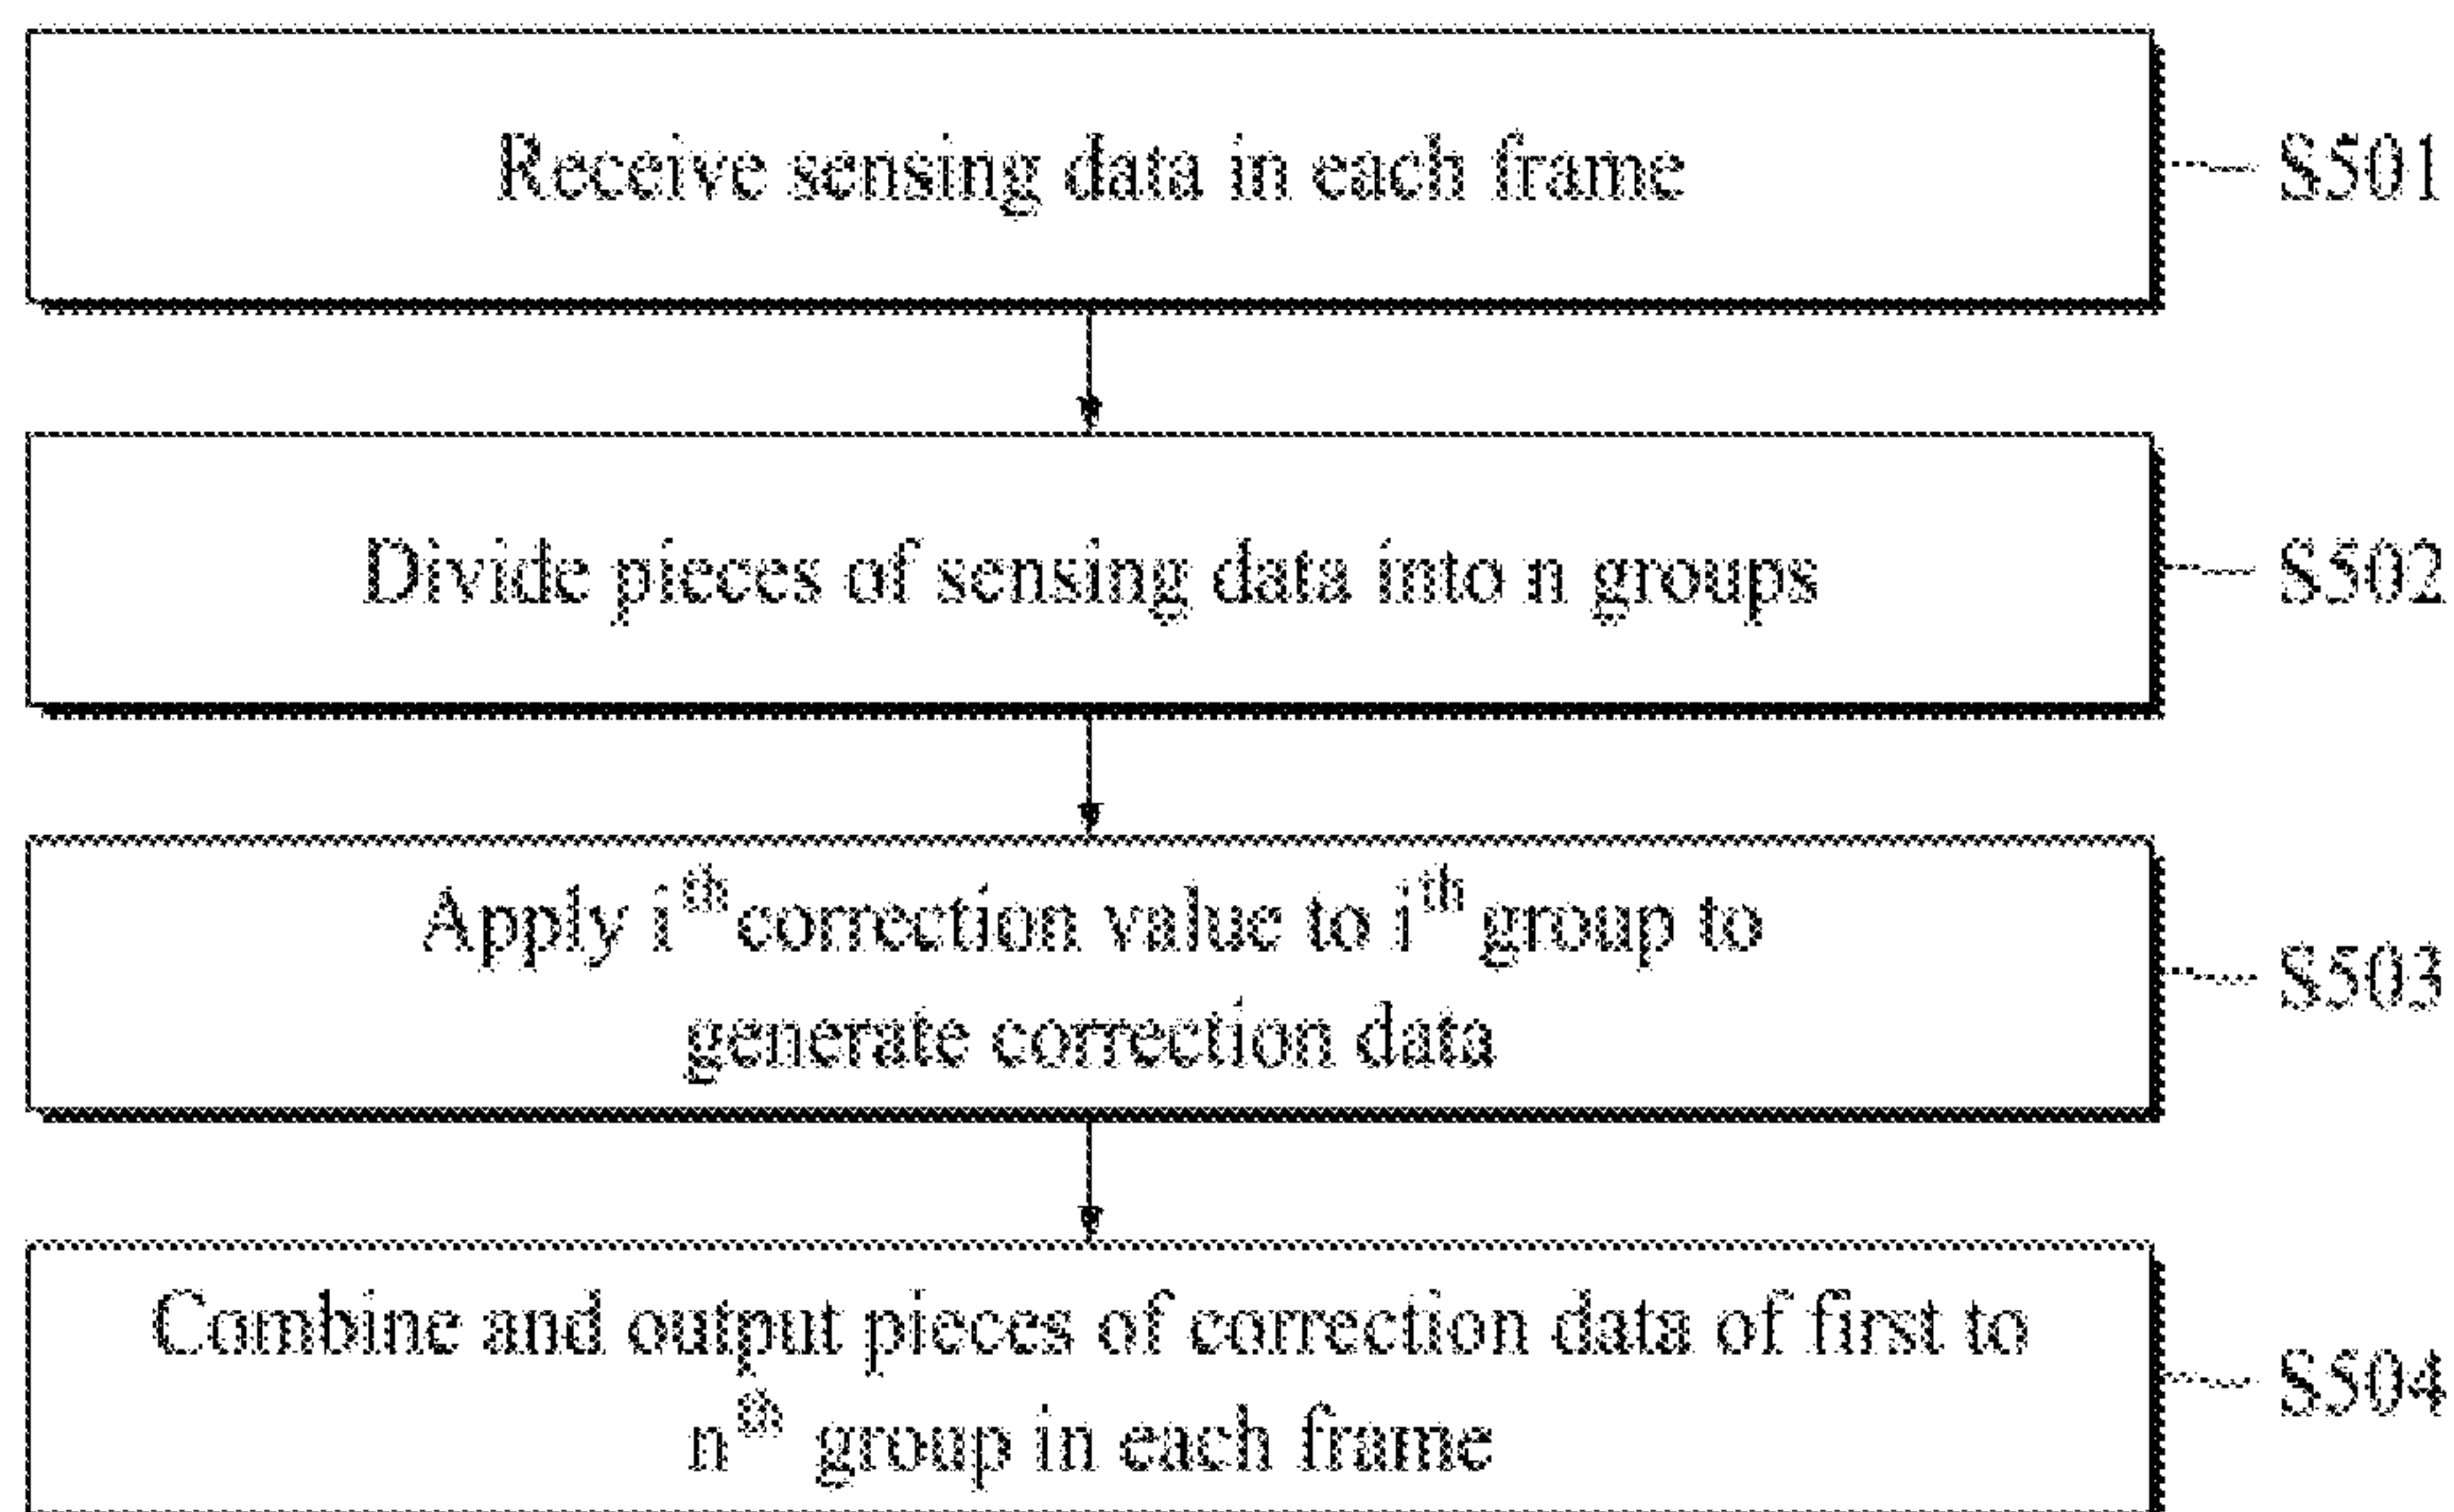 Receive sensing data in each frame
S501
Divide pieces of sensing data into n groups
S502
Apply i^th correction value to i^th group to
generate correction data
S503
Combine and output pieces of correction data of first to
n^th group in each frame
S504